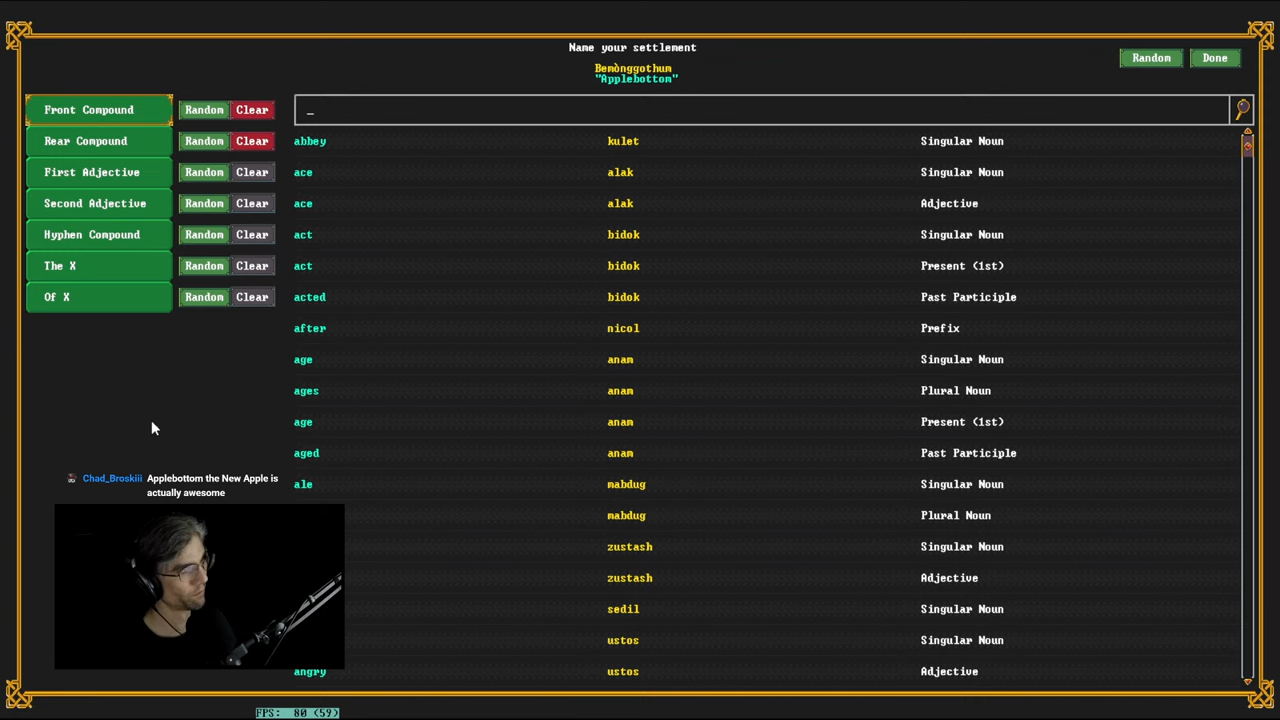 Name your settlement
Bemònggothum
"Applebottom"
Random Done
Front Compound Random Clear _
Rear Compound Random Clear abbey kulet Singular Noun
First Adjective Random Clear ace alak Singular Noun
Second Adjective Random Clear ace alak Adjective
Hyphen Compound Random Clear act bidok Singular Noun
The X Random Clear act bidok Present (1st)
Of X Random Clear acted bidok Past Participle
after nicol Prefix
age anam Singular Noun
ages anam Plural Noun
age anam Present (1st)
aged anam Past Participle
ale mabdug Singular Noun
mabdug Plural Noun
zustash Singular Noun
zustash Adjective
sedil Singular Noun
ustos Singular Noun
angry ustos Adjective
Chad_Broskiii Applebottom the New Apple is
actually awesome
FPS: 80 (59)